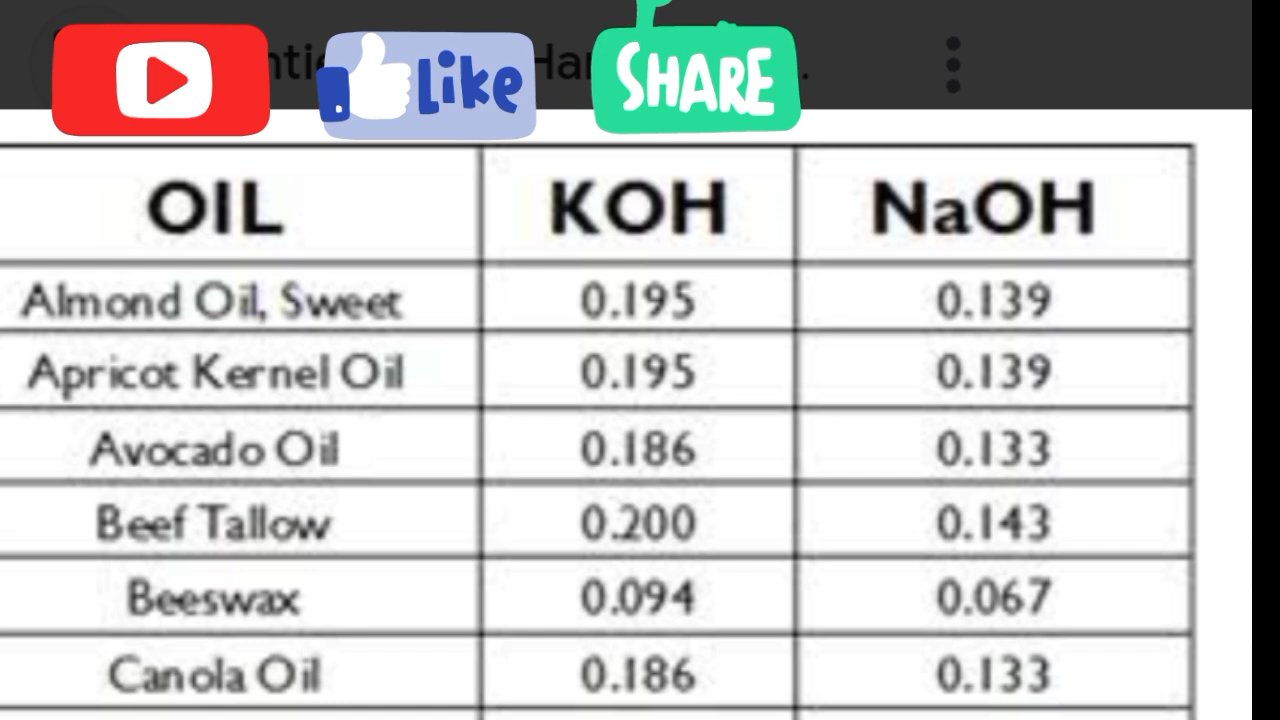 Like SHARE
OIL KOH NaOH
Almond Oil, Sweet 0.195 0.139
Apricot Kernel Oil 0.195 0.139
Avocado Oil 0.186 0.133
Beef Tallow 0.200 0.143
Beeswax 0.094 0.067
Canola Oil 0.186 0.133